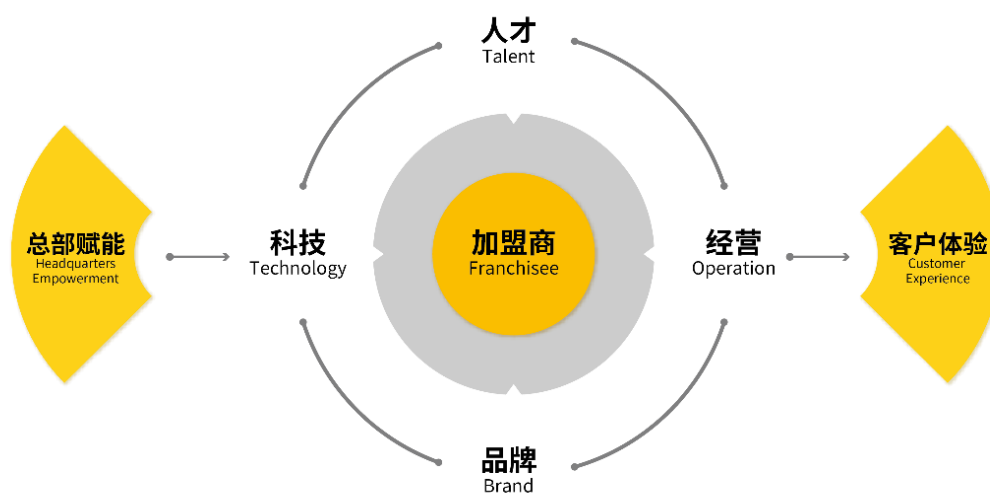 人才
Talent
总部赋能
Headquarters
Empowerment
科技
Technology
加盟商
Franchisee
经营
Operation
客户体验
Customer
Experience
品牌
Brand